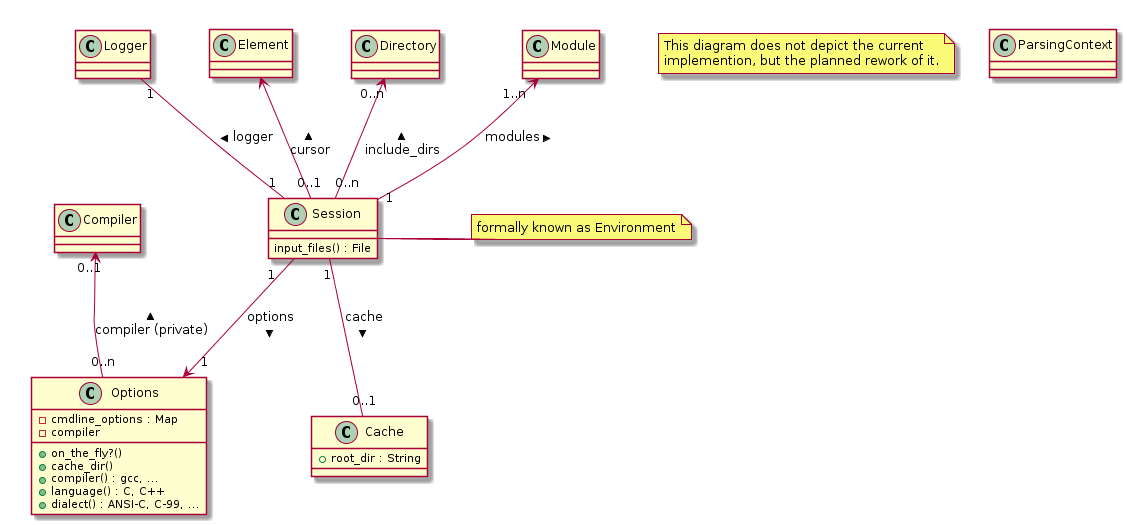 C Logger
C Element
C Directory
C Module
This diagram does not depict the current
implemention, but the planned rework of it.
C ParsingContext
1
0..n
1..n
logger
cursor
include_dirs
modules
1
0..1
0..n
1
C Compiler
C Session
input_files() : File
formally known as Environment
0..1
1
1
compiler (private)
options
cache
0..n
1
0..1
C Options
cmdline_options : Map
compiler
on_the_fly?()
cache_dir()
compiler() : gcc, ...
language() : C, C++
dialect() : ANSI-C, C-99, ...
C Cache
root_dir : String